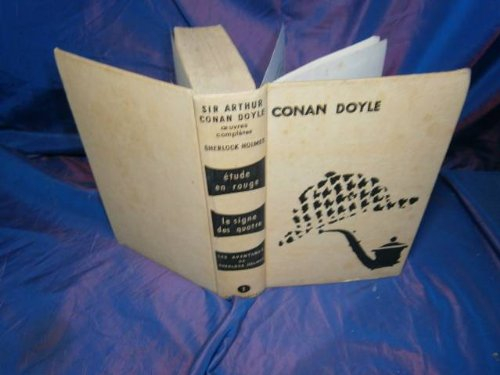 SIR ARTHUR
CONAN DOYLE
œuvres
complètes
SHERLOCK HOLMES
étude
en rouge
le signe
des quatre
LES AVENTURES
DE
SHERLOCK HOLMES
1
CONAN DOYLE